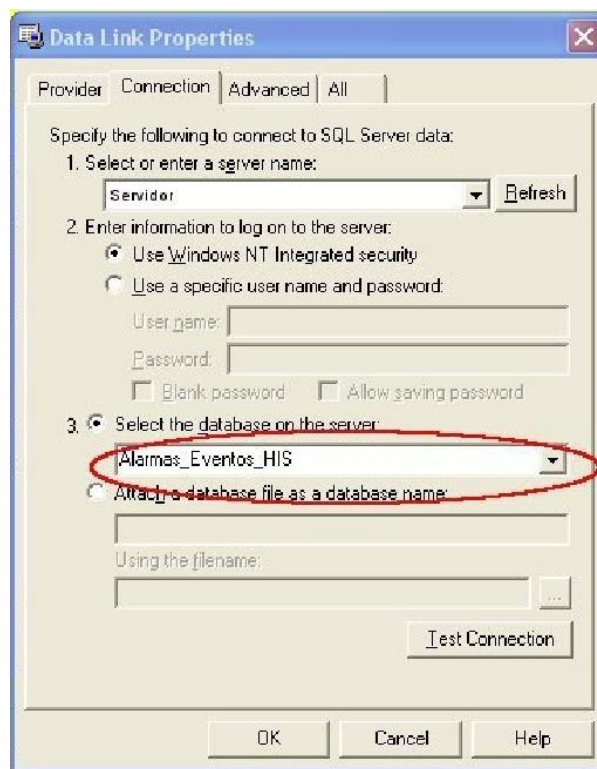 Data Link Properties
Provider Connection Advanced All
Specify the following to connect to SQL Server data:
1. Select or enter a server name:
Servidor Refresh
2. Enter information to log on to the server:
Use Windows NT Integrated security
Use a specific user name and password:
User name:
Password:
Blank password Allow saving password
3. Select the database on the server:
Alarmas_Eventos_HIS
Attach a database file as a database name:
Using the filename:
...
Test Connection
OK Cancel Help